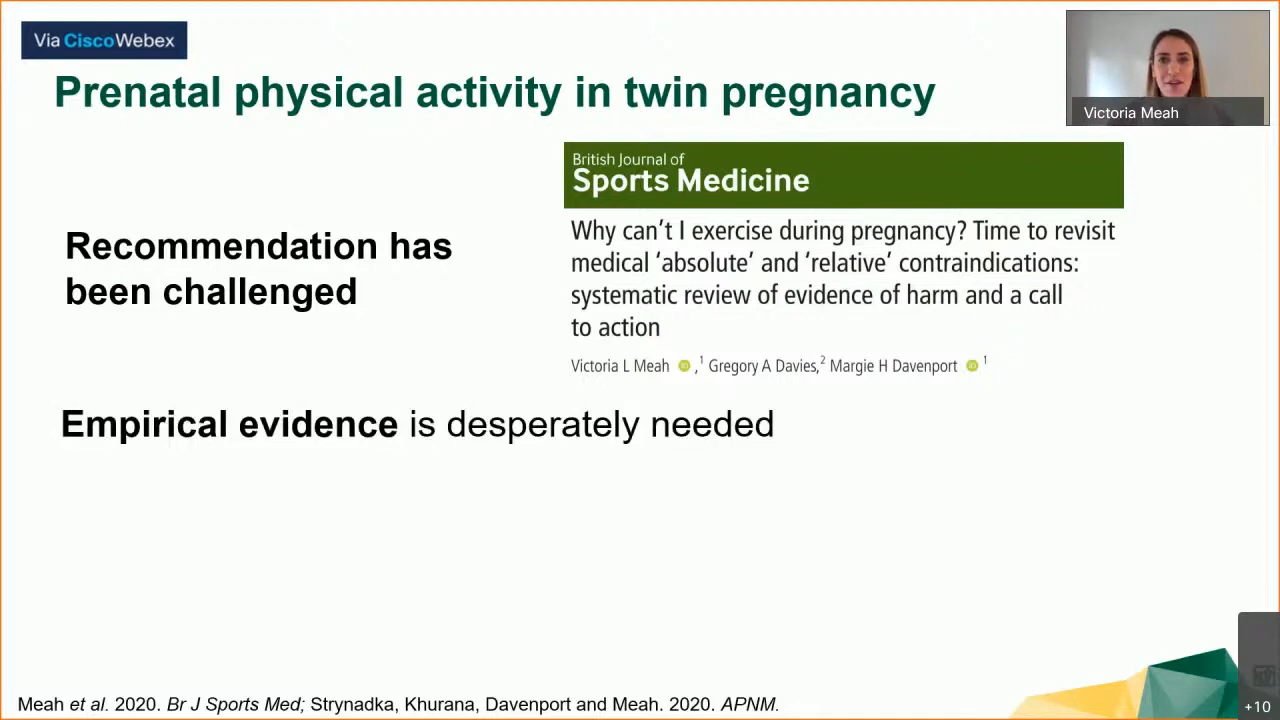 Via CiscoWebex
Prenatal physical activity in twin pregnancy
Victoria Meah
British Journal of
Sports Medicine
Why can’t I exercise during pregnancy? Time to revisit
medical ‘absolute’ and ‘relative’ contraindications:
systematic review of evidence of harm and a call
to action
Victoria L Meah ,1 Gregory A Davies,2 Margie H Davenport 1
Recommendation has
been challenged
Empirical evidence is desperately needed
Meah et al. 2020. Br J Sports Med; Strynadka, Khurana, Davenport and Meah. 2020. APNM.
+10